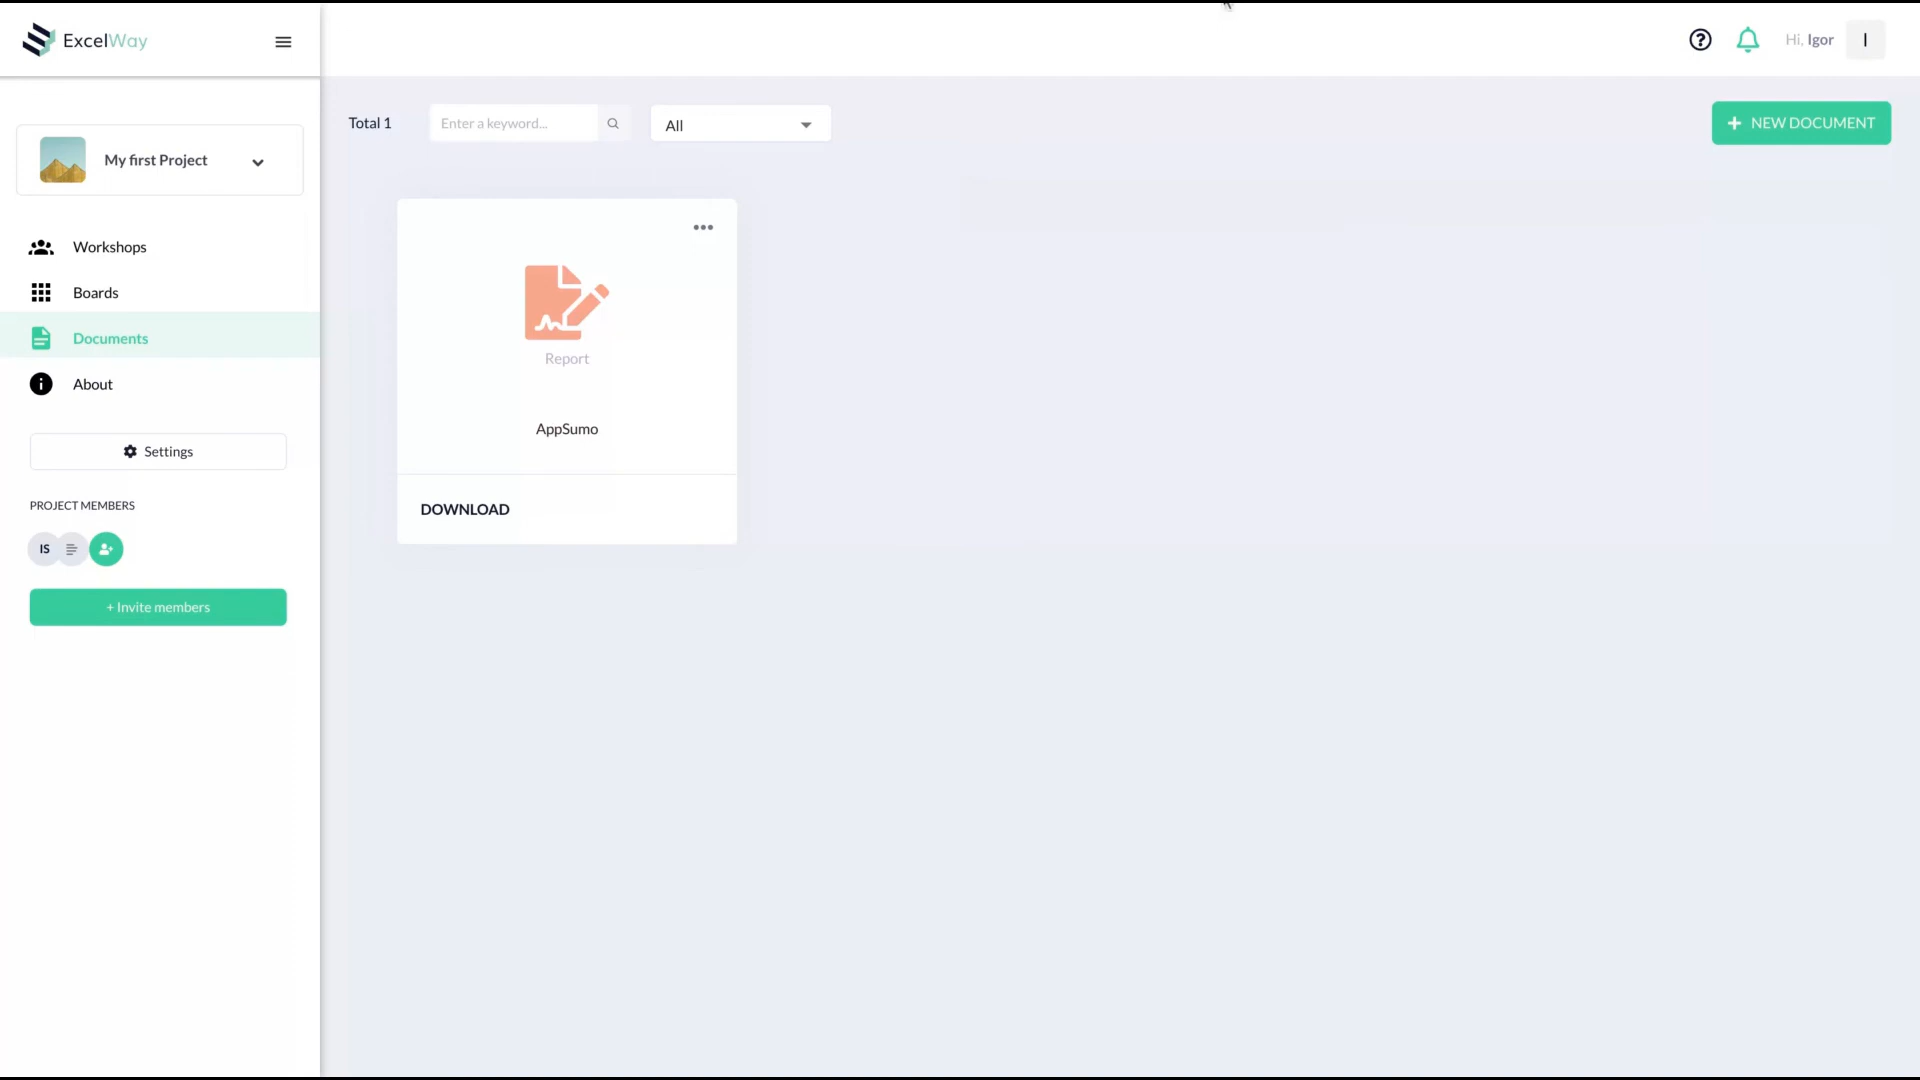 ExcelWay
Hi, Igor
I
Total 1
Enter a keyword...
All
+ NEW DOCUMENT
My first Project
Workshops
Boards
Documents
About
Settings
PROJECT MEMBERS
IS
+ Invite members
Report
AppSumo
DOWNLOAD